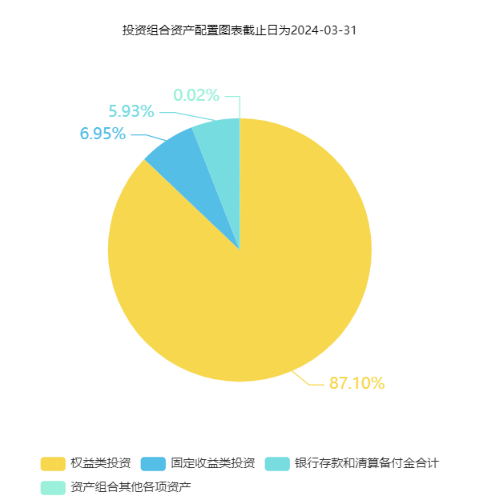 投资组合资产配置图表截止日为2024-03-31
0.02%
5.93%
6.95%
87.10%
权益类投资 固定收益类投资 银行存款和清算备付金合计
资产组合其他各项资产